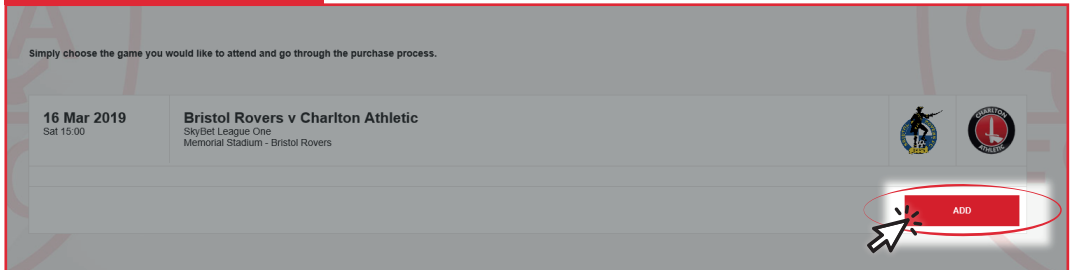 Simply choose the game you would like to attend and go through the purchase process.
16 Mar 2019
Sat 15:00
Bristol Rovers v Charlton Athletic
SkyBet League One
Memorial Stadium - Bristol Rovers
CHARLTON
ATHLETIC
ADD